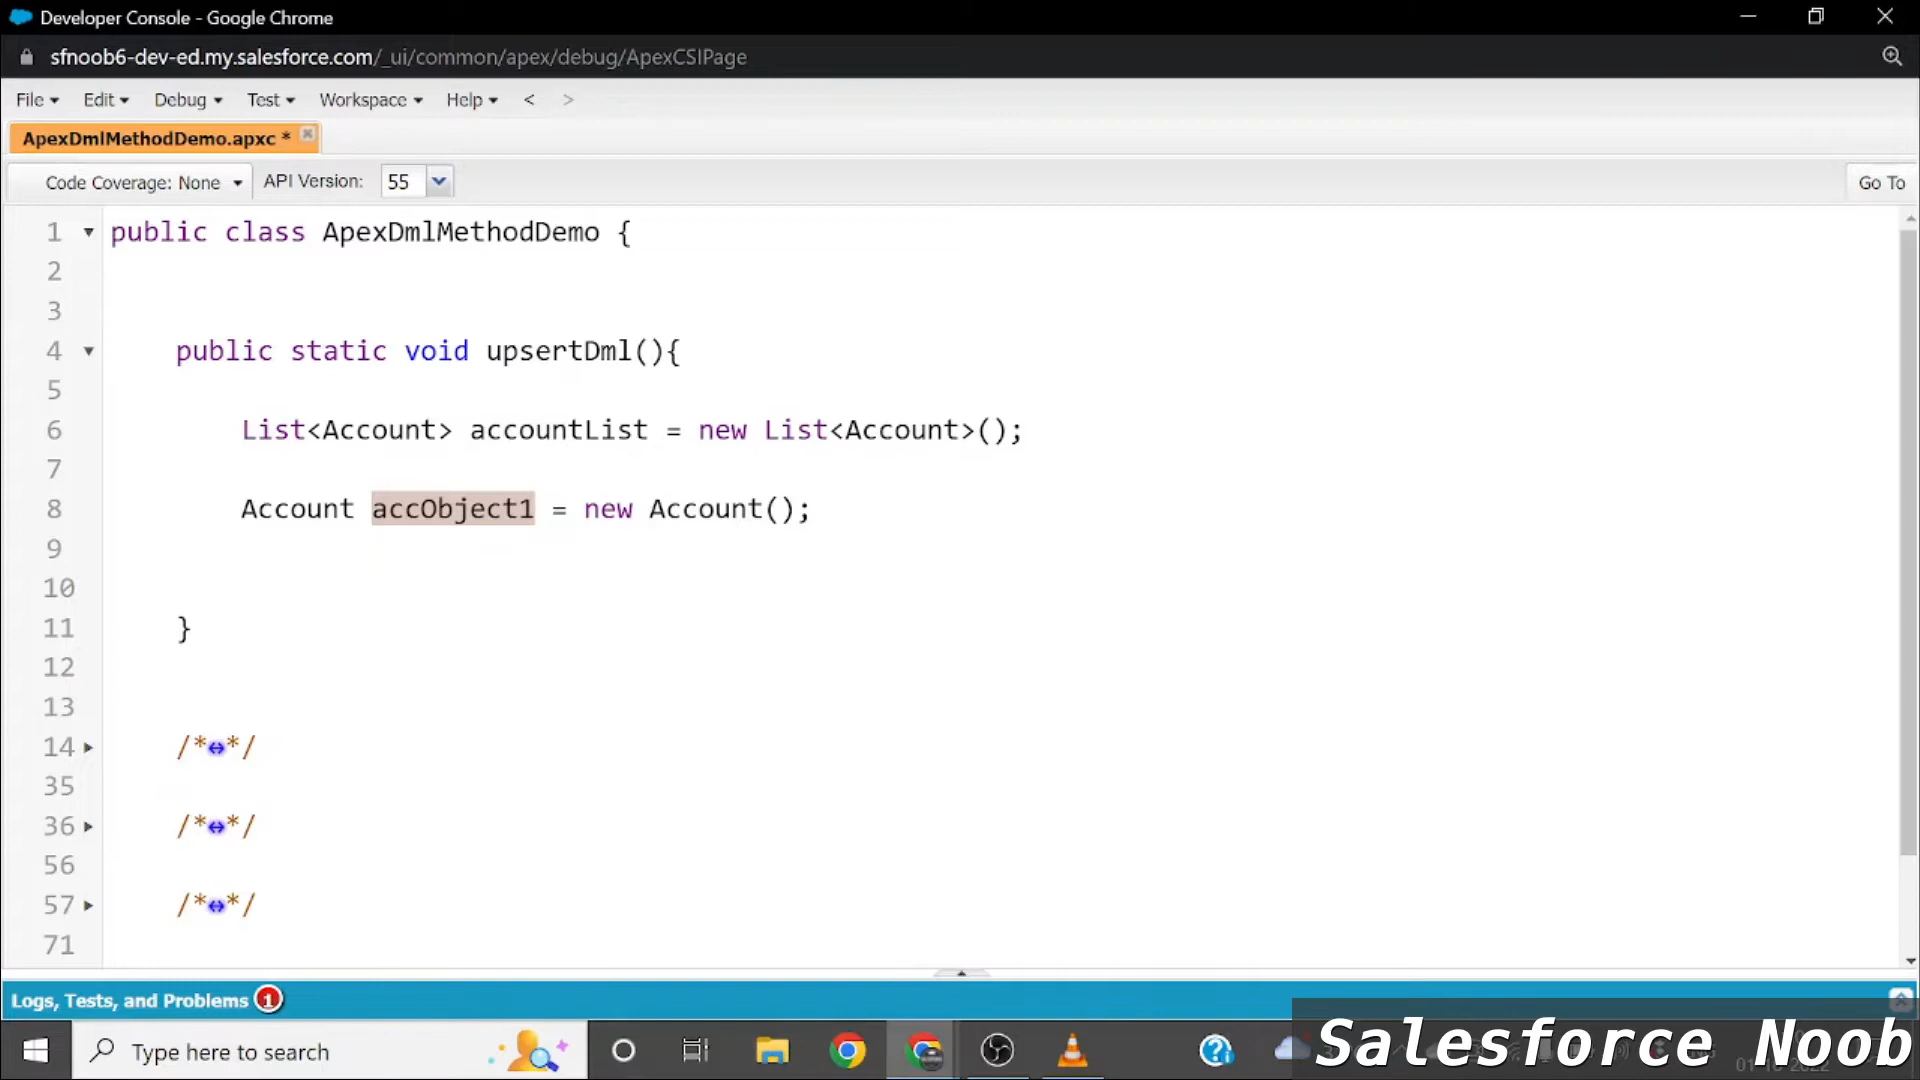 Developer Console - Google Chrome
sfnoob6-dev-ed.my.salesforce.com/_ui/common/apex/debug/ApexCSIPage
File Edit Debug Test Workspace Help < >
ApexDmlMethodDemo.apxc *
Code Coverage: None API Version: 55 Go To
1 public class ApexDmlMethodDemo {
2
3
4 public static void upsertDml(){
5
6 List<Account> accountList = new List<Account>();
7
8 Account accObject1 = new Account();
9
10
11 }
12
13
14 /*↔*/
35
36 /*↔*/
56
57 /*↔*/
71
Logs, Tests, and Problems 1
Type here to search
Salesforce Noob